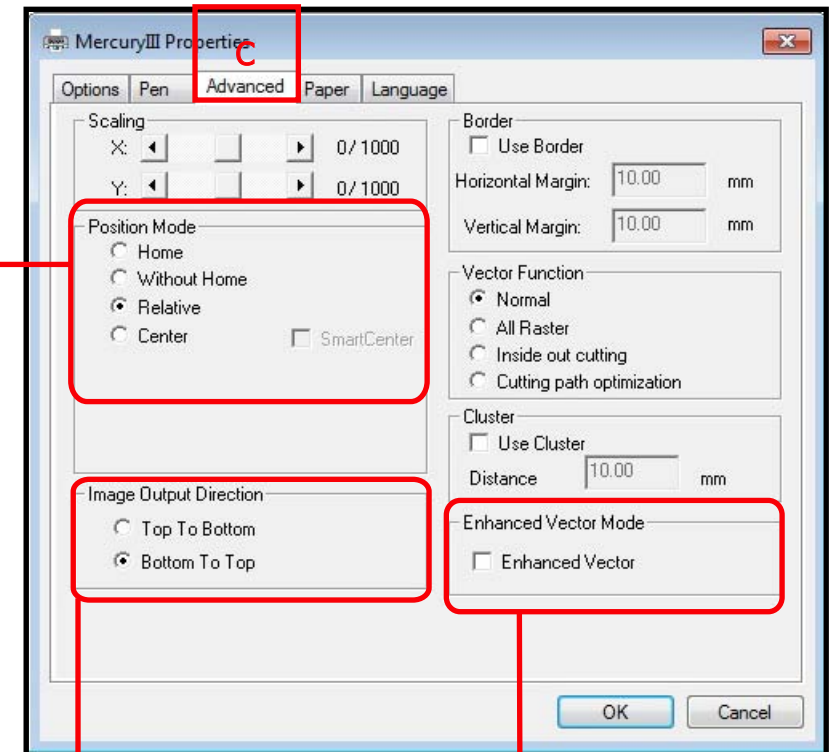 MercuryIII Properties
C
Options Pen Advanced Paper Language
Scaling
X: 0/1000
Y: 0/1000
Position Mode
Home
Without Home
Relative
Center SmartCenter
Image Output Direction
Top To Bottom
Bottom To Top
Border
Use Border
Horizontal Margin: 10.00 mm
Vertical Margin: 10.00 mm
Vector Function
Normal
All Raster
Inside out cutting
Cutting path optimization
Cluster
Use Cluster
Distance 10.00 mm
Enhanced Vector Mode
Enhanced Vector
OK Cancel